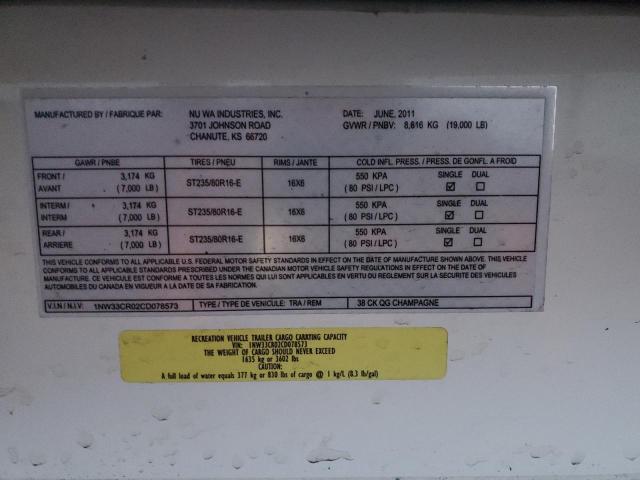 MANUFACTURED BY / FABRIQUE PAR: NU WA INDUSTRIES, INC. DATE: JUNE, 2011
3701 JOHNSON ROAD GVWR / PNBV: 8,616 KG (19,000 LB)
CHANUTE, KS 66720
GAWR / PNBE TIRES / PNEU RIMS / JANTE COLD INFL. PRESS. / PRESS. DE GONFL. A FROID
FRONT / 3,174 KG ST235/80R16-E 16X6 550 KPA SINGLE DUAL
AVANT (7,000 LB) (80 PSI / LPC) ☑ ☐
INTERM / 3,174 KG ST235/80R16-E 16X6 550 KPA SINGLE DUAL
INTERM (7,000 LB) (80 PSI / LPC) ☑ ☐
REAR / 3,174 KG ST235/80R16-E 16X6 550 KPA SINGLE DUAL
ARRIERE (7,000 LB) (80 PSI / LPC) ☑ ☐
THIS VEHICLE CONFORMS TO ALL APPLICABLE U.S. FEDERAL MOTOR SAFETY STANDARDS IN EFFECT ON THE DATE OF MANUFACTURE SHOWN ABOVE. THIS VEHICLE
CONFORMS TO ALL APPLICABLE STANDARDS PRESCRIBED UNDER THE CANADIAN MOTOR VEHICLE SAFETY REGULATIONS IN EFFECT ON THE DATE OF
MANUFACTURE. CE VEHICULE EST CONFORME A TOUTES LES NORMES QUI LUI SONT APPLICABLES EN VERTU DU REGLEMENT SUR LA SECURITE DES VEHICULES
AUTOMOBILES DU CANADA EN VIGUEUR A LA DATE DE SA FABRICATION.
V.I.N / N.I.V: 1NW33CR02CD078573 TYPE / TYPE DE VEHICULE: TRA / REM 38 CK QG CHAMPAGNE
RECREATION VEHICLE TRAILER CARGO CARRYING CAPACITY
VIN: 1NW33CR02CD078573
THE WEIGHT OF CARGO SHOULD NEVER EXCEED
1635 kg or 3602 lbs
CAUTION:
A full load of water equals 377 kg or 830 lbs of cargo @ 1 kg/L (8.3 lb/gal)